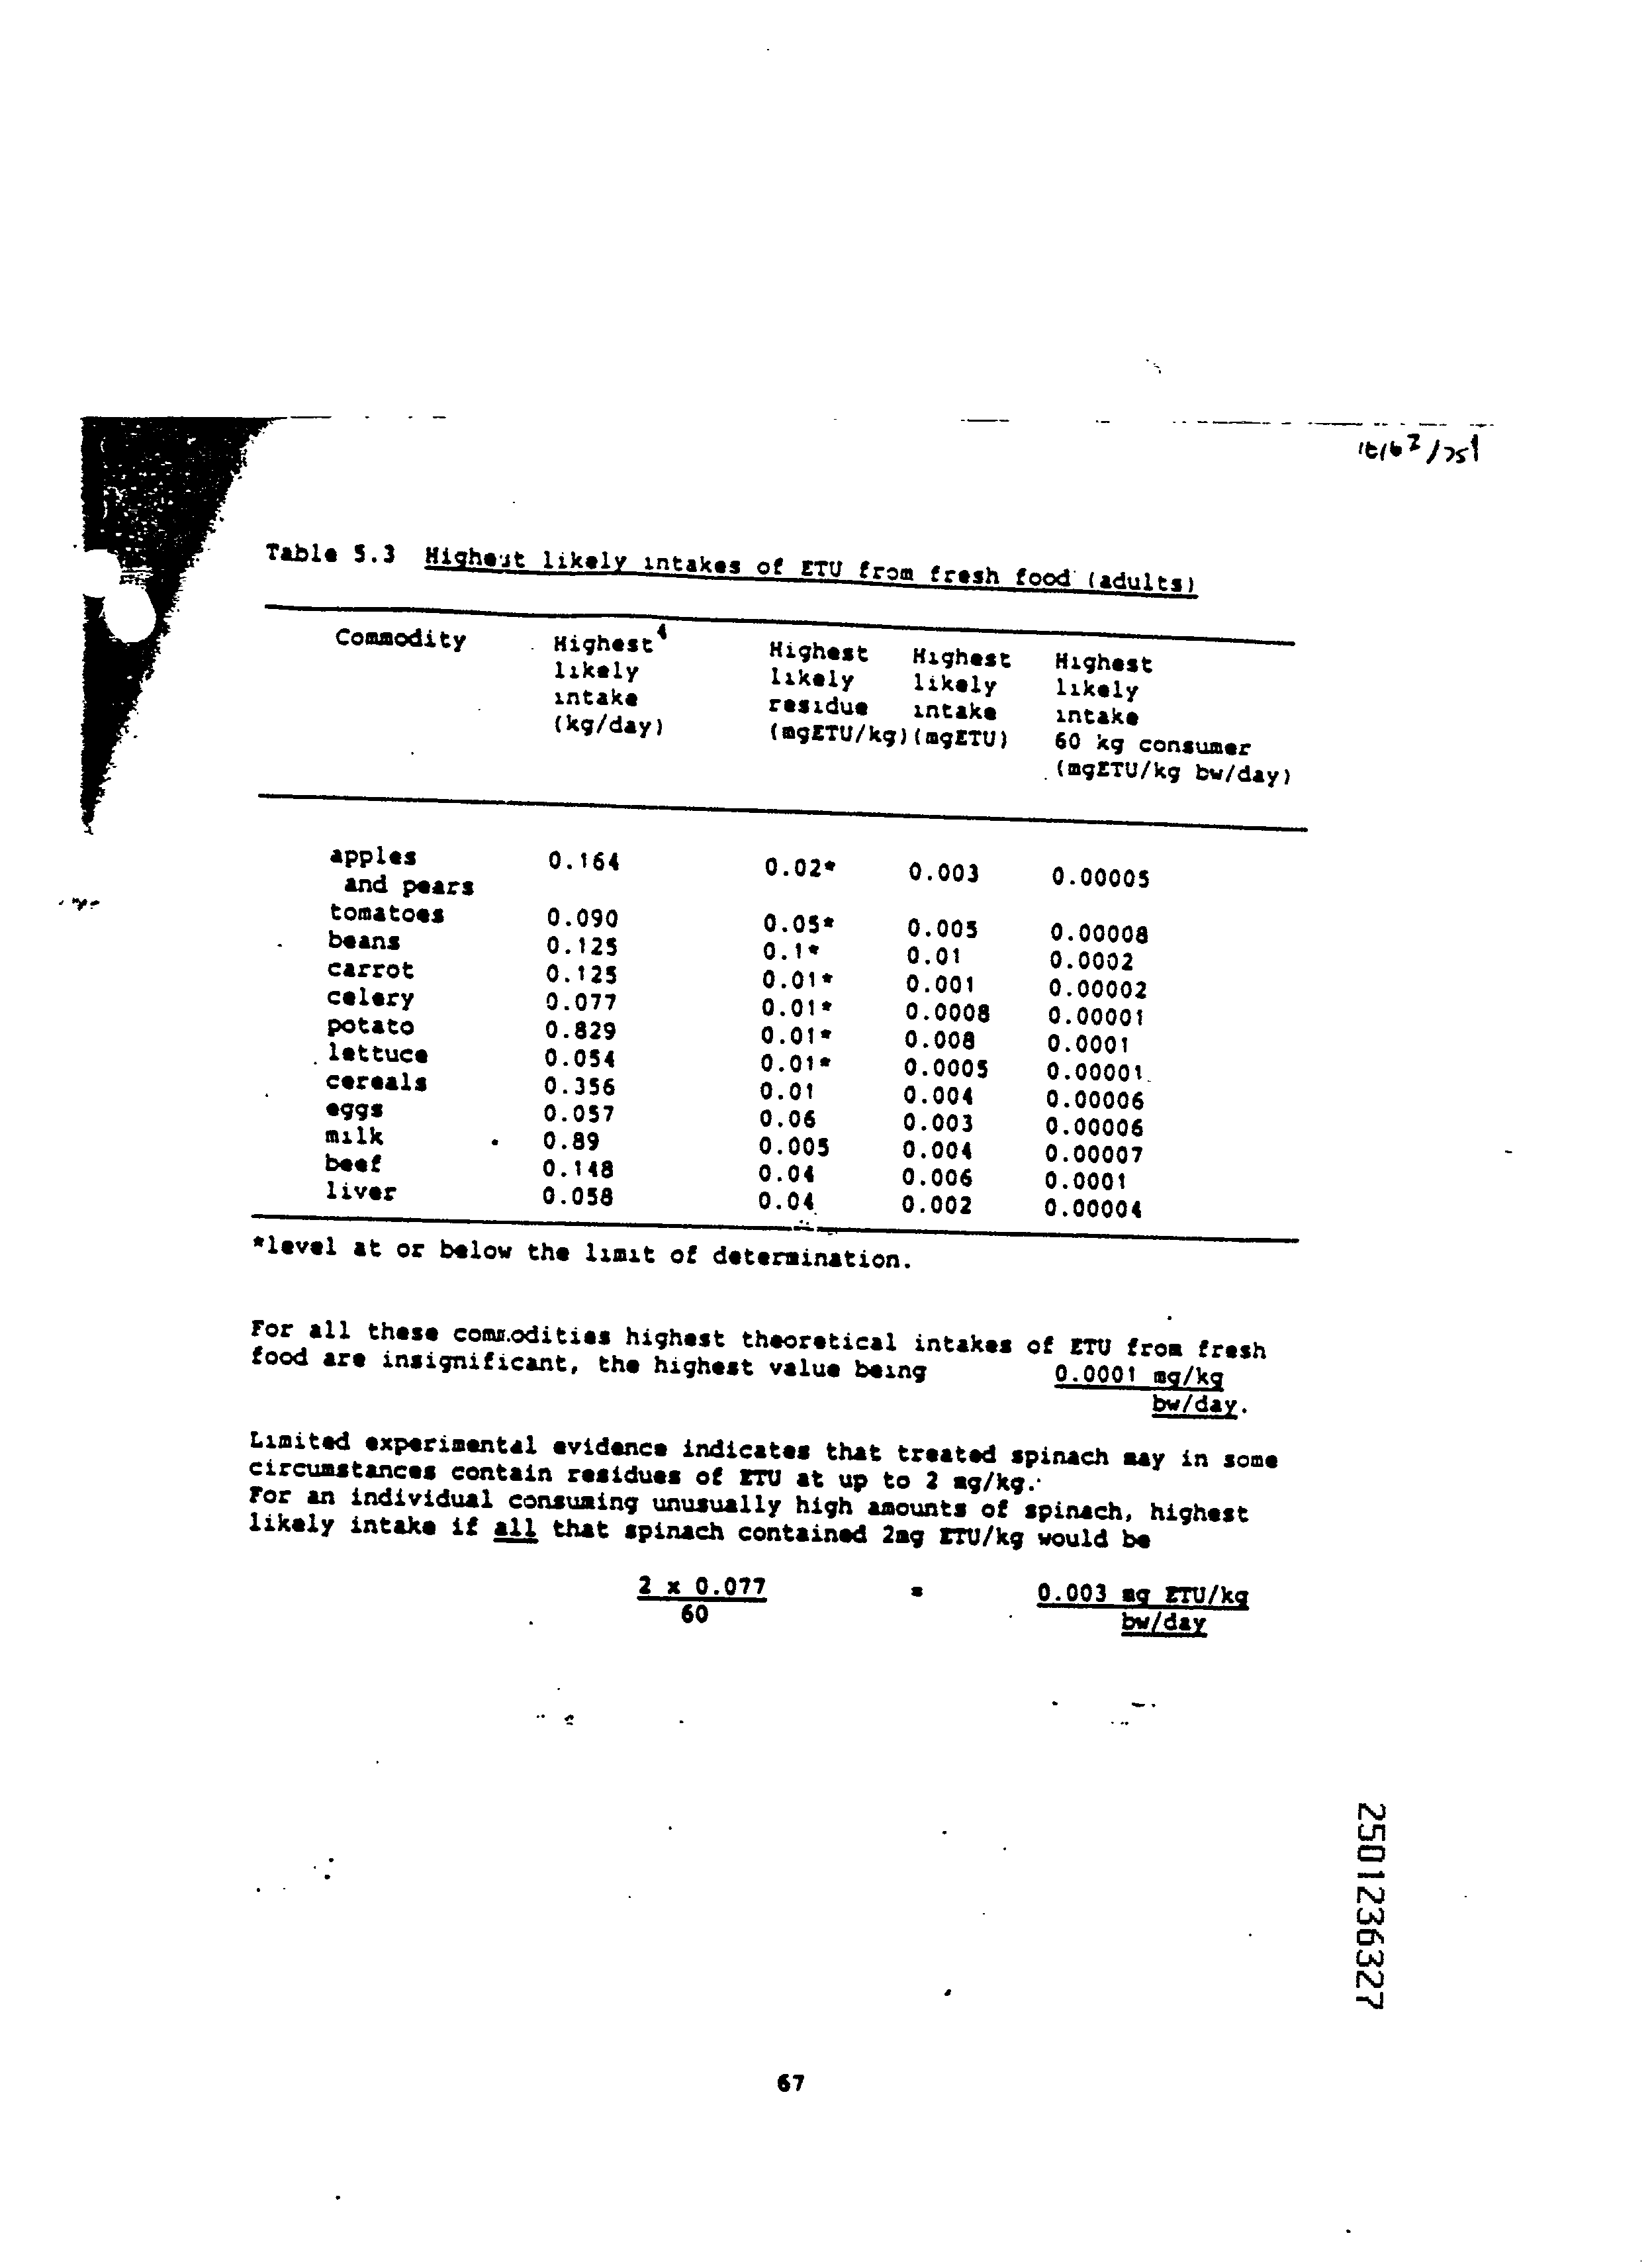 Table 5.3 Highest likely intakes of ETU from fresh food (adults)
Commodity Highest4 likely intake (kg/day) Highest likely residue (mgETU/kg) Highest likely intake (mgETU) Highest likely intake 60 kg consumer (mgETU/kg bw/day)
apples and pears 0.164 0.02* 0.003 0.00005
tomatoes 0.090 0.05* 0.005 0.00008
beans 0.125 0.1* 0.01 0.0002
carrot 0.125 0.01* 0.001 0.00002
celery 0.077 0.01* 0.0008 0.00001
potato 0.829 0.01* 0.008 0.0001
lettuce 0.054 0.01* 0.0005 0.00001
cereals 0.356 0.01 0.004 0.00006
eggs 0.057 0.06 0.003 0.00006
milk 0.89 0.005 0.004 0.00007
beef 0.148 0.04 0.006 0.0001
liver 0.058 0.04 0.002 0.00004
*level at or below the limit of determination.
For all these commodities highest theoretical intakes of ETU from fresh
food are insignificant, the highest value being 0.0001 mg/kg
bw/day.
Limited experimental evidence indicates that treated spinach may in some
circumstances contain residues of ETU at up to 2 mg/kg.
For an individual consuming unusually high amounts of spinach, highest
likely intake if all that spinach contained 2mg ETU/kg would be
2 x 0.077 = 0.003 mg ETU/kg
60 bw/day
2501236327
67